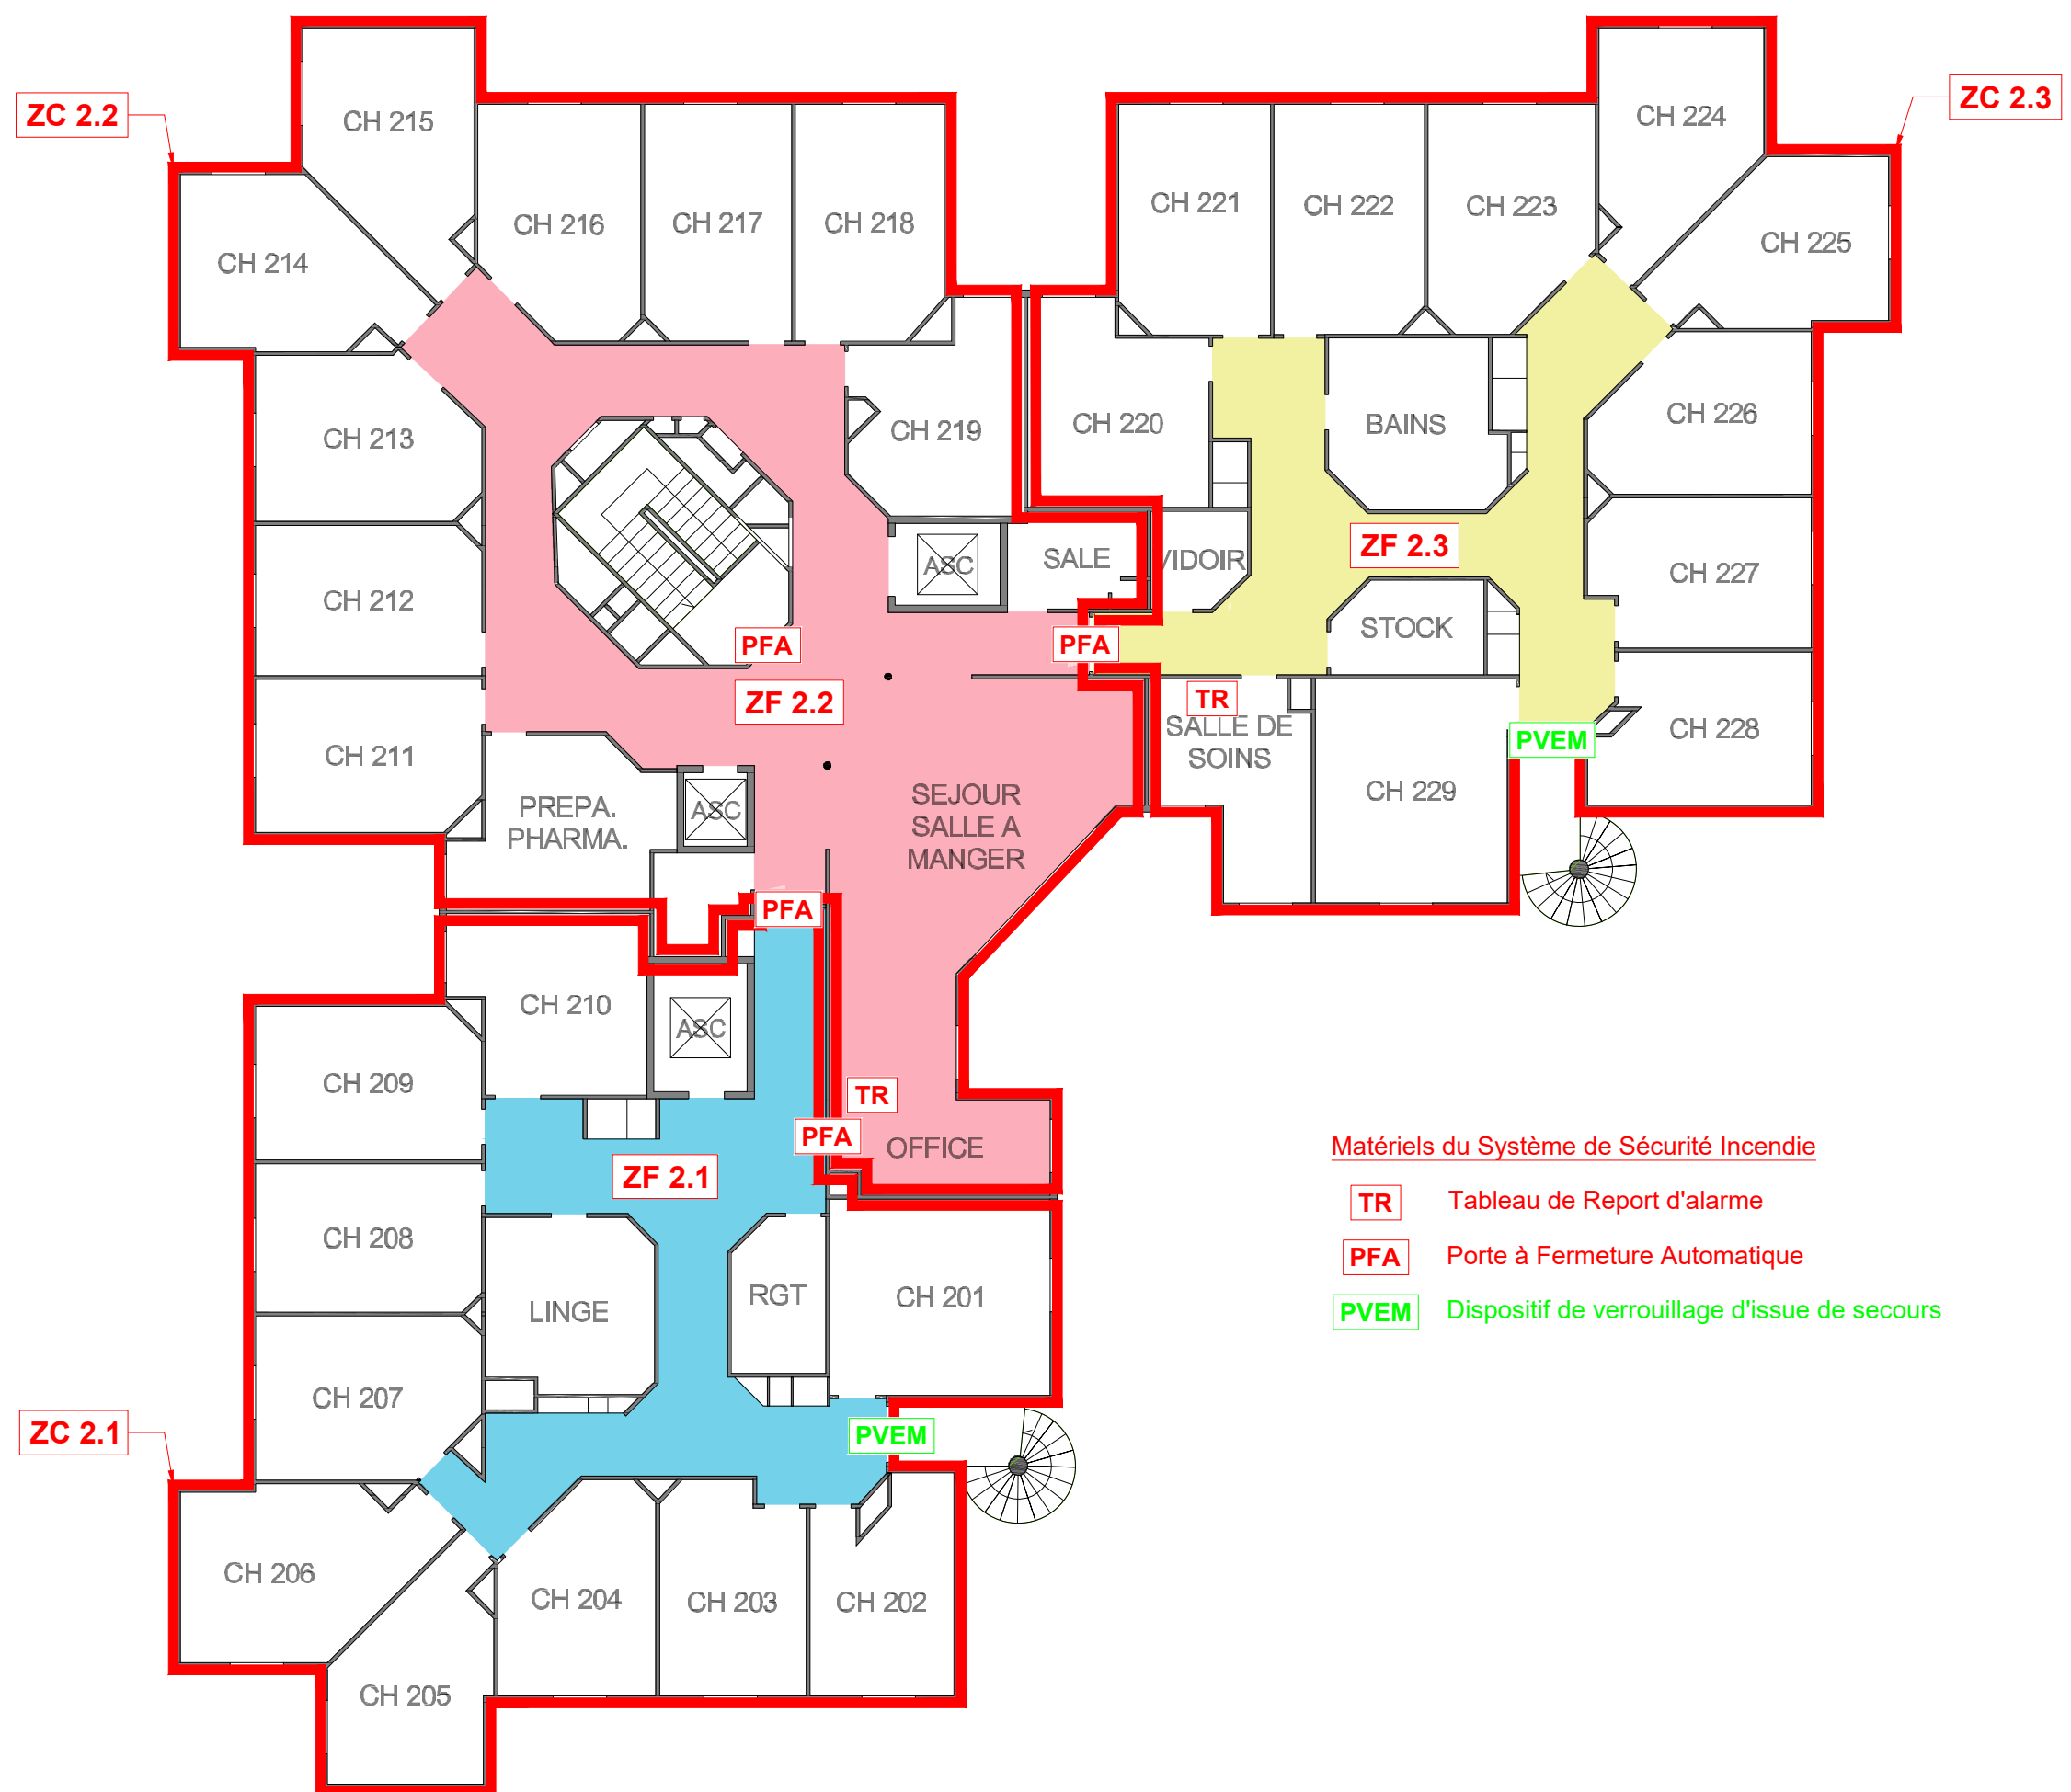 CH 215
ZC 2.2
CH 214
CH 216
CH 217
CH 218
CH 213
CH 219
CH 212
ASC
SALE
PFA
PFA
ZF 2.2
CH 211
PREPA.
PHARMA.
ASC
SEJOUR
SALLE A
MANGER
PFA
TR
OFFICE
PFA
CH 224
ZC 2.3
CH 221
CH 222
CH 223
CH 225
CH 220
BAINS
CH 226
VIDOIR
ZF 2.3
CH 227
STOCK
TR
SALLE DE
SOINS
CH 229
PVEM
CH 228
CH 210
ASC
CH 209
ZF 2.1
CH 208
LINGE
RGT
CH 201
CH 207
ZC 2.1
PVEM
CH 206
CH 204
CH 203
CH 202
CH 205
Matériels du Système de Sécurité Incendie
TR Tableau de Report d'alarme
PFA Porte à Fermeture Automatique
PVEM Dispositif de verrouillage d'issue de secours